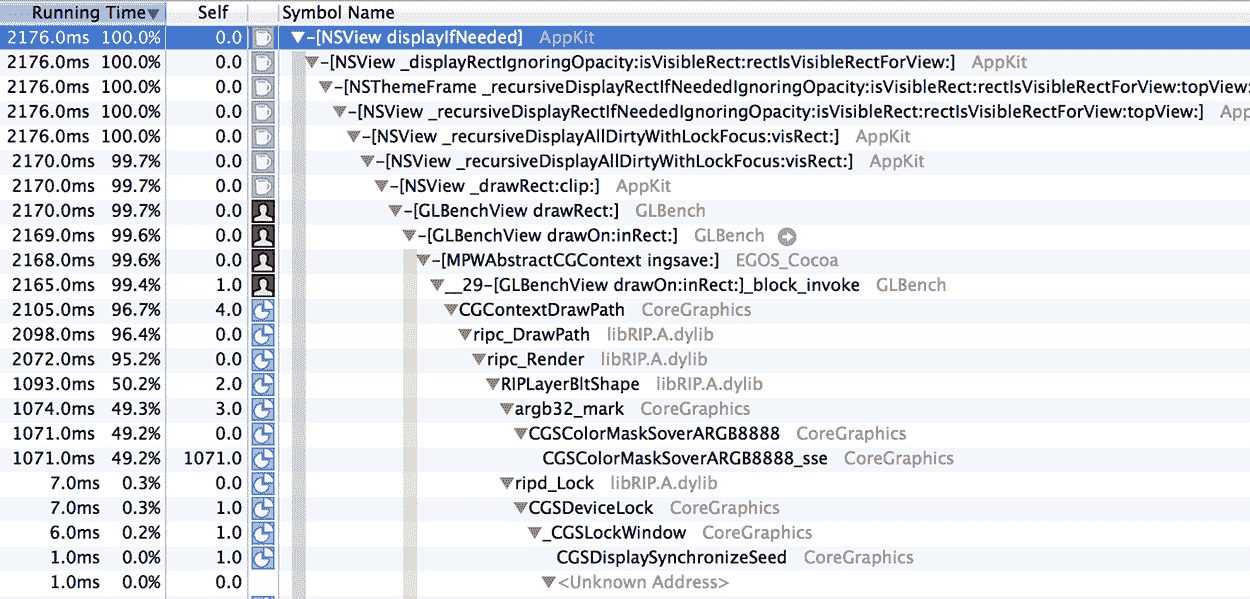 Running Time Self Symbol Name
2176.0ms 100.0% 0.0 -[NSView displayIfNeeded] AppKit
2176.0ms 100.0% 0.0 -[NSView _displayRectIgnoringOpacity:isVisibleRect:rectIsVisibleRectForView:] AppKit
2176.0ms 100.0% 0.0 -[NSThemeFrame _recursiveDisplayRectIfNeededIgnoringOpacity:isVisibleRect:rectIsVisibleRectForView:topView:
2176.0ms 100.0% 0.0 -[NSView _recursiveDisplayRectIfNeededIgnoringOpacity:isVisibleRect:rectIsVisibleRectForView:topView:] App
2176.0ms 100.0% 0.0 -[NSView _recursiveDisplayAllDirtyWithLockFocus:visRect:] AppKit
2170.0ms 99.7% 0.0 -[NSView _recursiveDisplayAllDirtyWithLockFocus:visRect:] AppKit
2170.0ms 99.7% 0.0 -[NSView _drawRect:clip:] AppKit
2170.0ms 99.7% 0.0 -[GLBenchView drawRect:] GLBench
2169.0ms 99.6% 0.0 -[GLBenchView drawOn:inRect:] GLBench
2168.0ms 99.6% 0.0 -[MPWAbstractCGContext ingsave:] EGOS_Cocoa
2165.0ms 99.4% 1.0 __29-[GLBenchView drawOn:inRect:]_block_invoke GLBench
2105.0ms 96.7% 4.0 CGContextDrawPath CoreGraphics
2098.0ms 96.4% 0.0 ripc_DrawPath libRIP.A.dylib
2072.0ms 95.2% 0.0 ripc_Render libRIP.A.dylib
1093.0ms 50.2% 2.0 RIPLayerBltShape libRIP.A.dylib
1074.0ms 49.3% 3.0 argb32_mark CoreGraphics
1071.0ms 49.2% 0.0 CGSColorMaskSoverARGB8888 CoreGraphics
1071.0ms 49.2% 1071.0 CGSColorMaskSoverARGB8888_sse CoreGraphics
7.0ms 0.3% 0.0 ripd_Lock libRIP.A.dylib
7.0ms 0.3% 1.0 CGSDeviceLock CoreGraphics
6.0ms 0.2% 1.0 _CGSLockWindow CoreGraphics
1.0ms 0.0% 1.0 CGSDisplaySynchronizeSeed CoreGraphics
1.0ms 0.0% 0.0 <Unknown Address>